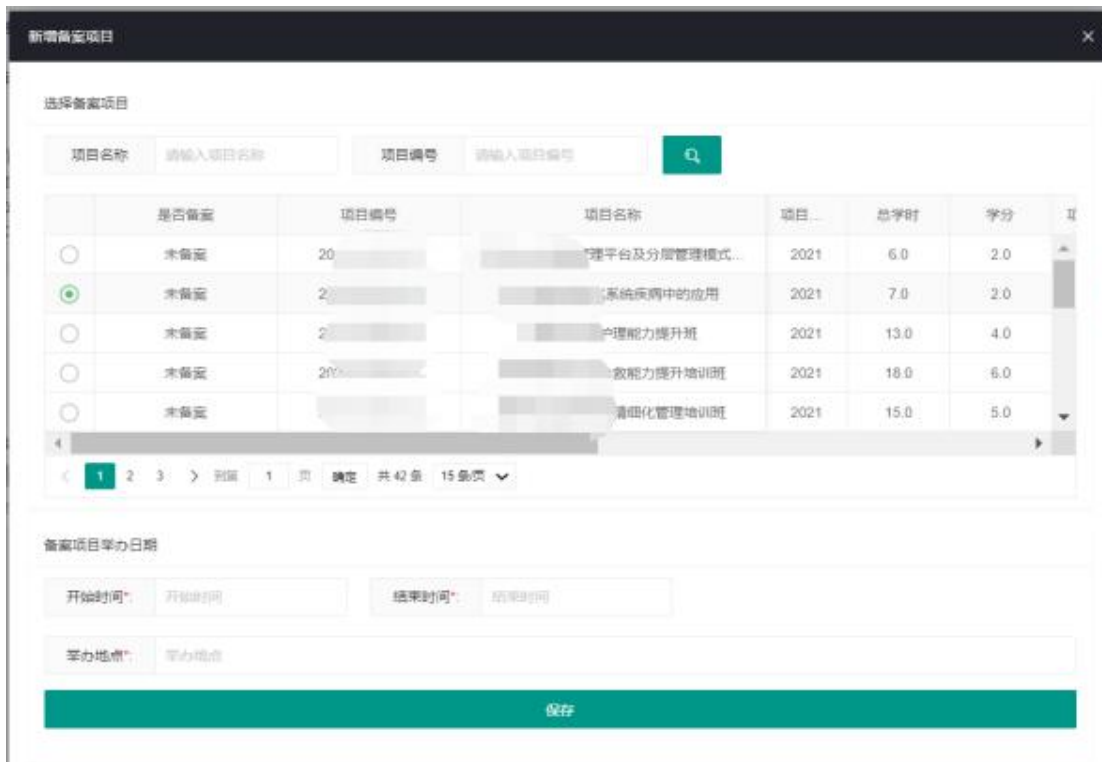 新增备案项目 ×
选择备案项目
项目名称 请输入项目名称 项目编号 请输入项目编号
是否备案 项目编号 项目名称 项目... 总学时 学分
未备案 20 理平台及分层管理模式... 2021 6.0 2.0
未备案 2 系统疾病中的应用 2021 7.0 2.0
未备案 2 护理能力提升班 2021 13.0 4.0
未备案 20 救能力提升培训班 2021 18.0 6.0
未备案 精细化管理培训班 2021 15.0 5.0
1 2 3 到第 1 页 确定 共 42 条 15 条/页
备案项目举办日期
开始时间*: 开始时间 结束时间*: 结束时间
举办地点*: 举办地点
保存